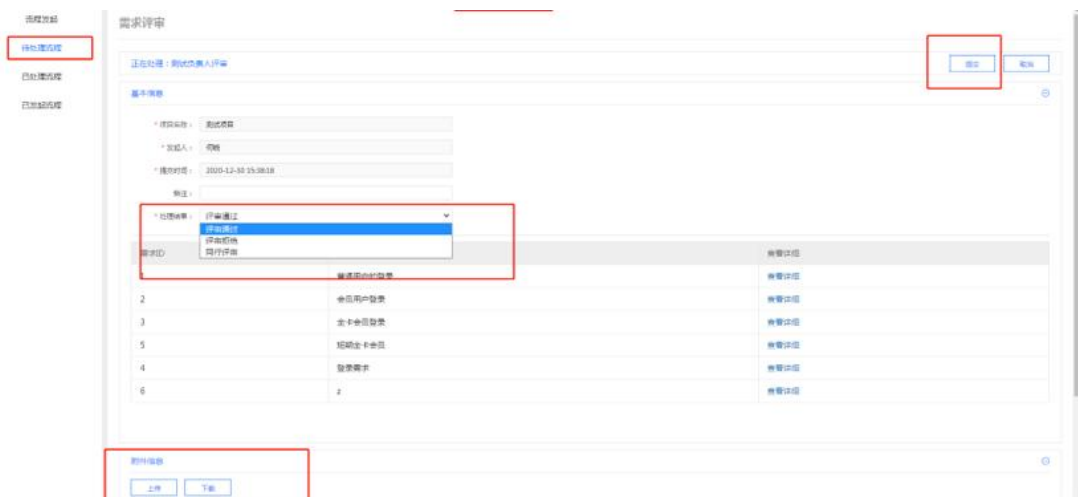 流程发起
待处理流程
已处理流程
已发起流程
需求评审
正在处理：测试负责人评审
提交 取消
基本信息
* 项目名称： 测试项目
* 发起人：
* 提交时间： 2020-12-30 15:38:18
备注：
* 处理结果： 评审通过
评审通过
评审拒绝
同行评审
需求ID 查看详细
1 普通用户的登录 查看详细
2 会员用户登录 查看详细
3 金卡会员登录 查看详细
5 短期金卡会员 查看详细
4 登录需求 查看详细
6 z 查看详细
附件信息
上传 下载